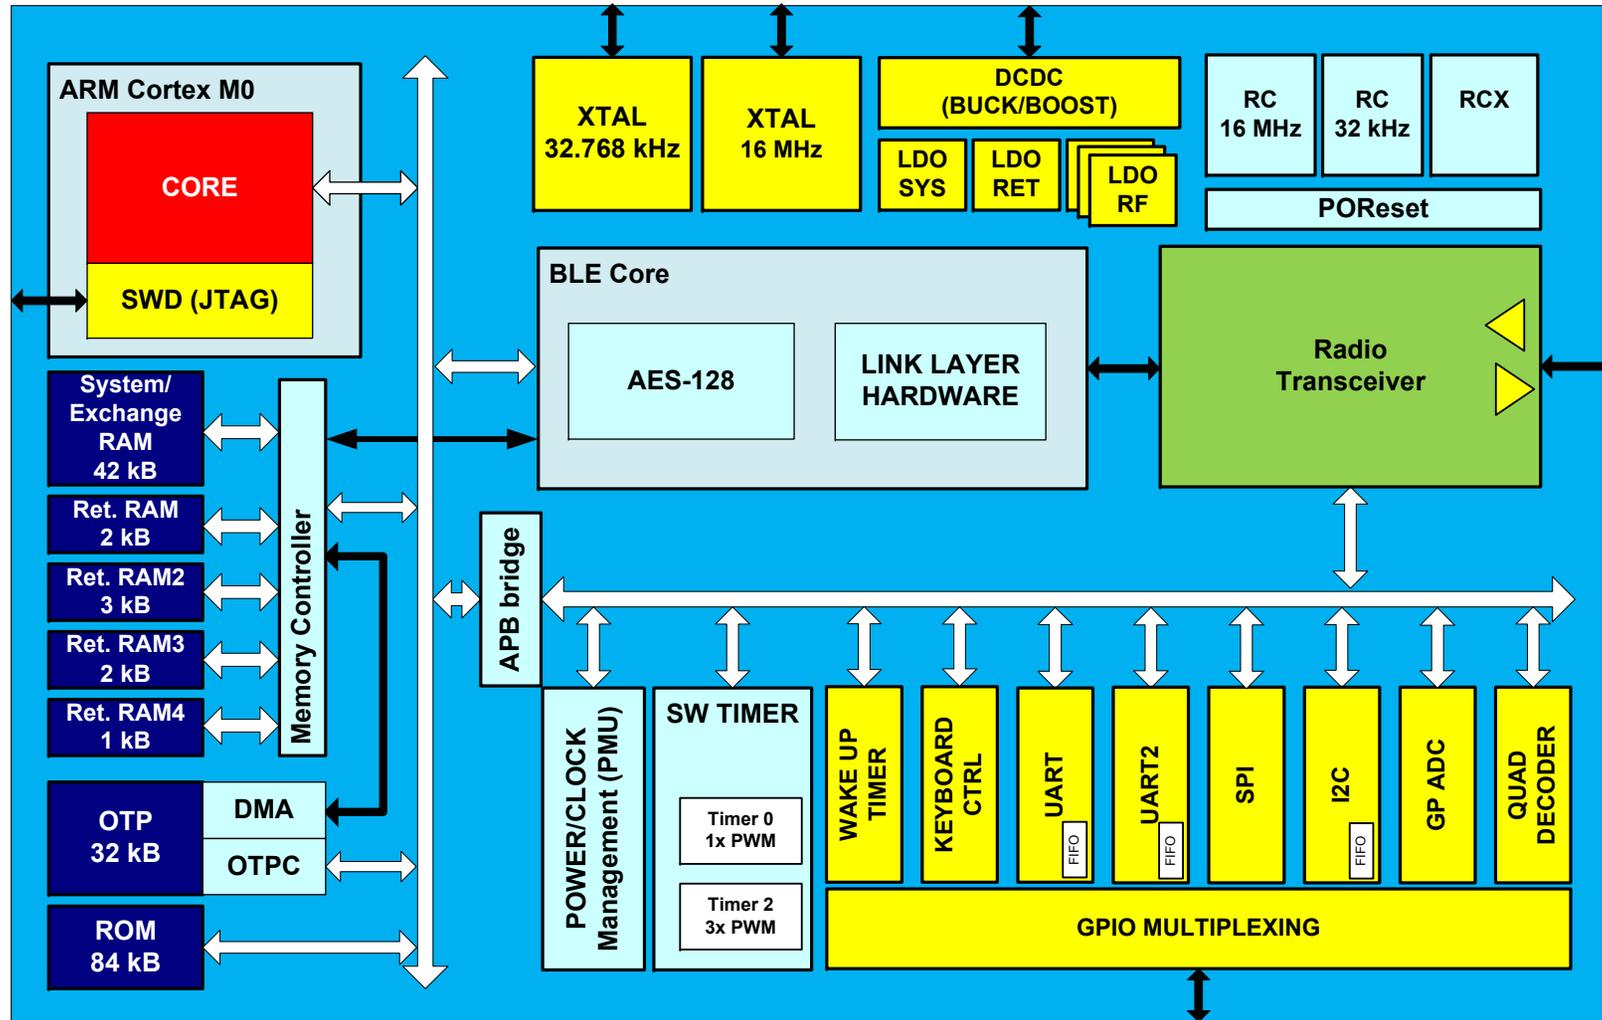 ARM Cortex M0
CORE
SWD (JTAG)
XTAL
32.768 kHz
XTAL
16 MHz
DCDC
(BUCK/BOOST)
LDO
SYS
LDO
RET
LDO
RF
RC
16 MHz
RC
32 kHz
RCX
POReset
BLE Core
AES-128
LINK LAYER
HARDWARE
Radio
Transceiver
System/
Exchange
RAM
42 kB
Ret. RAM
2 kB
Ret. RAM2
3 kB
Ret. RAM3
2 kB
Ret. RAM4
1 kB
Memory Controller
OTP
32 kB
DMA
OTPC
ROM
84 kB
APB bridge
POWER/CLOCK
Management (PMU)
SW TIMER
Timer 0
1x PWM
Timer 2
3x PWM
WAKE UP
TIMER
KEYBOARD
CTRL
UART
FIFO
UART2
FIFO
SPI
I2C
FIFO
GP ADC
QUAD
DECODER
GPIO MULTIPLEXING